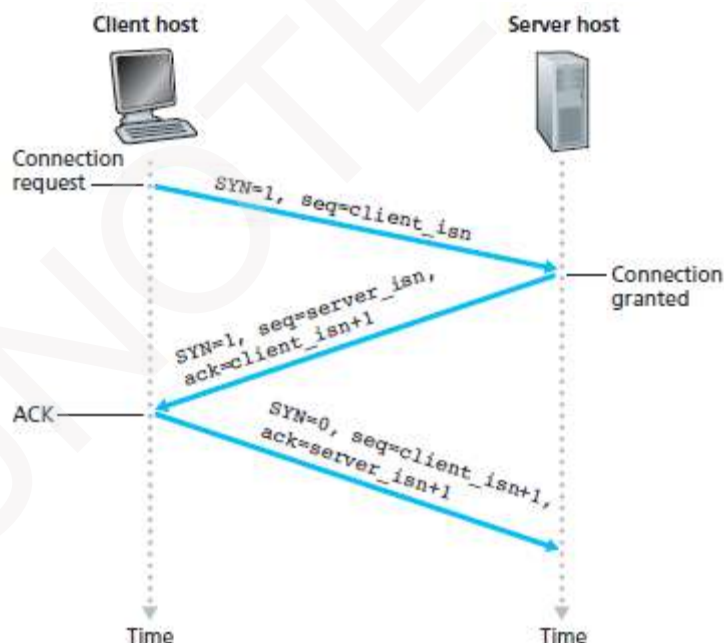 Client host
Server host
Connection
request
SYN=1, seq=client_isn
Connection
granted
SYN=1, seq=server_isn,
ack=client_isn+1
ACK
SYN=0, seq=client_isn+1,
ack=server_isn+1
Time
Time